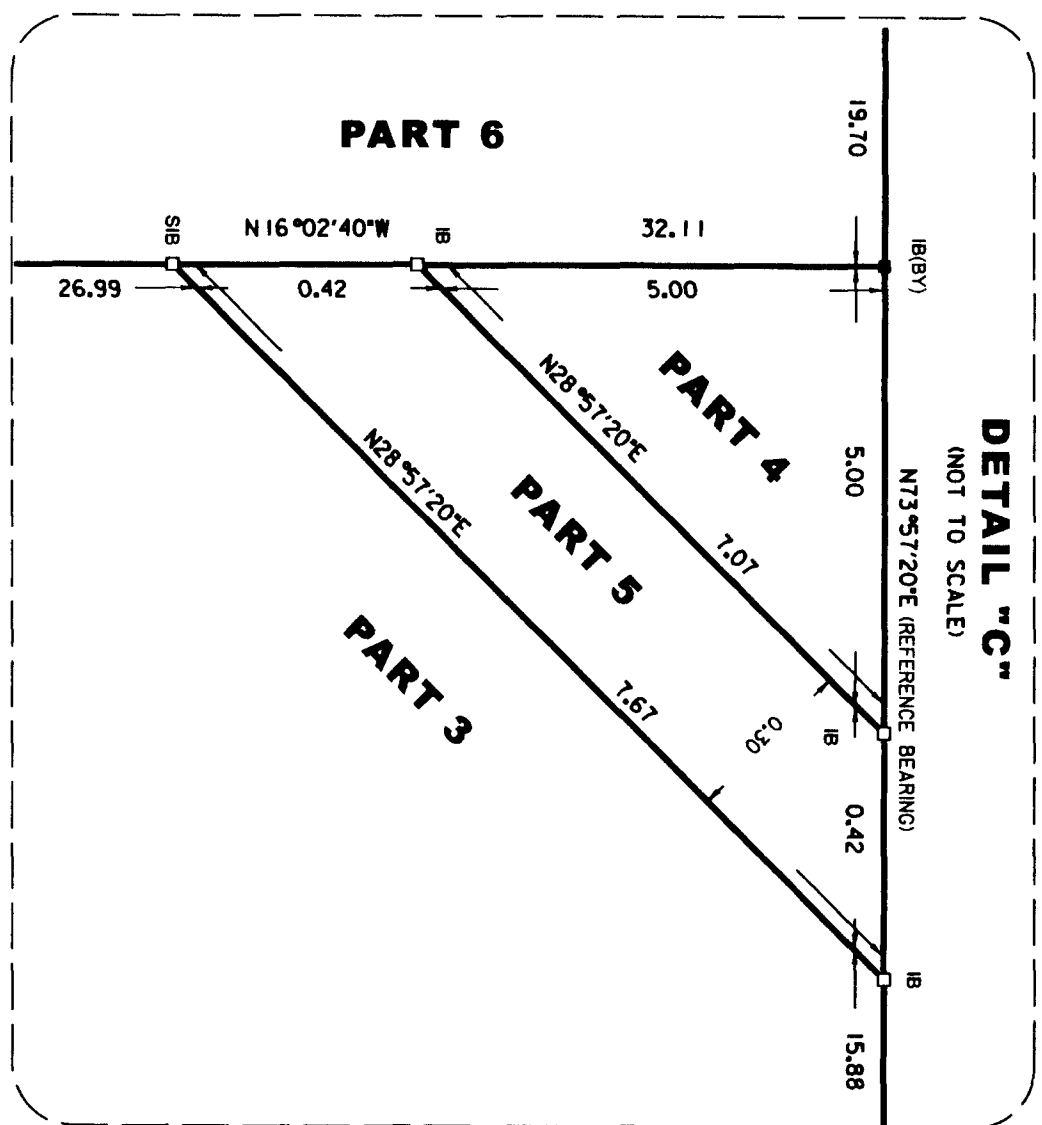 DETAIL "C"
(NOT TO SCALE)
N73°57'20"E (REFERENCE BEARING)
19.70
IB(BY)
5.00
0.42
15.88
IB
IB
PART 6
SIB
N16°02'40"W
IB
32.11
26.99
0.42
5.00
PART 4
N28°57'20"E
7.07
0.30
PART 5
N28°57'20"E
7.67
PART 3